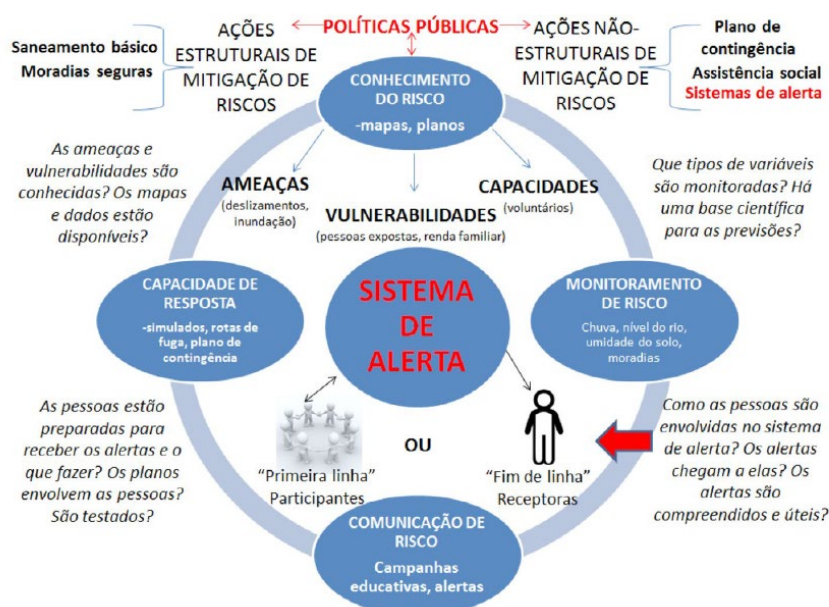 Saneamento básico
Moradias seguras
AÇÕES
ESTRUTURAIS DE
MITIGAÇÃO DE
RISCOS
POLÍTICAS PÚBLICAS
AÇÕES NÃO-
ESTRUTURAIS DE
MITIGAÇÃO DE
RISCOS
Plano de
contingência
Assistência social
Sistemas de alerta
CONHECIMENTO
DO RISCO
-mapas, planos
As ameaças e
vulnerabilidades são
conhecidas? Os mapas
e dados estão
disponíveis?
AMEAÇAS
(deslizamentos,
inundação)
VULNERABILIDADES
(pessoas expostas, renda familiar)
CAPACIDADES
(voluntários)
Que tipos de variáveis
são monitoradas? Há
uma base científica
para as previsões?
CAPACIDADE DE
RESPOSTA
-simulados, rotas de
fuga, plano de
contingência
SISTEMA
DE
ALERTA
MONITORAMENTO
DE RISCO
Chuva, nível do rio,
umidade do solo,
moradias
As pessoas estão
preparadas para
receber os alertas e o
que fazer? Os planos
envolvem as pessoas?
São testados?
"Primeira linha"
Participantes
OU
"Fim de linha"
Receptoras
Como as pessoas são
envolvidas no sistema
de alerta? Os alertas
chegam a elas? Os
alertas são
compreendidos e úteis?
COMUNICAÇÃO DE
RISCO
Campanhas
educativas, alertas